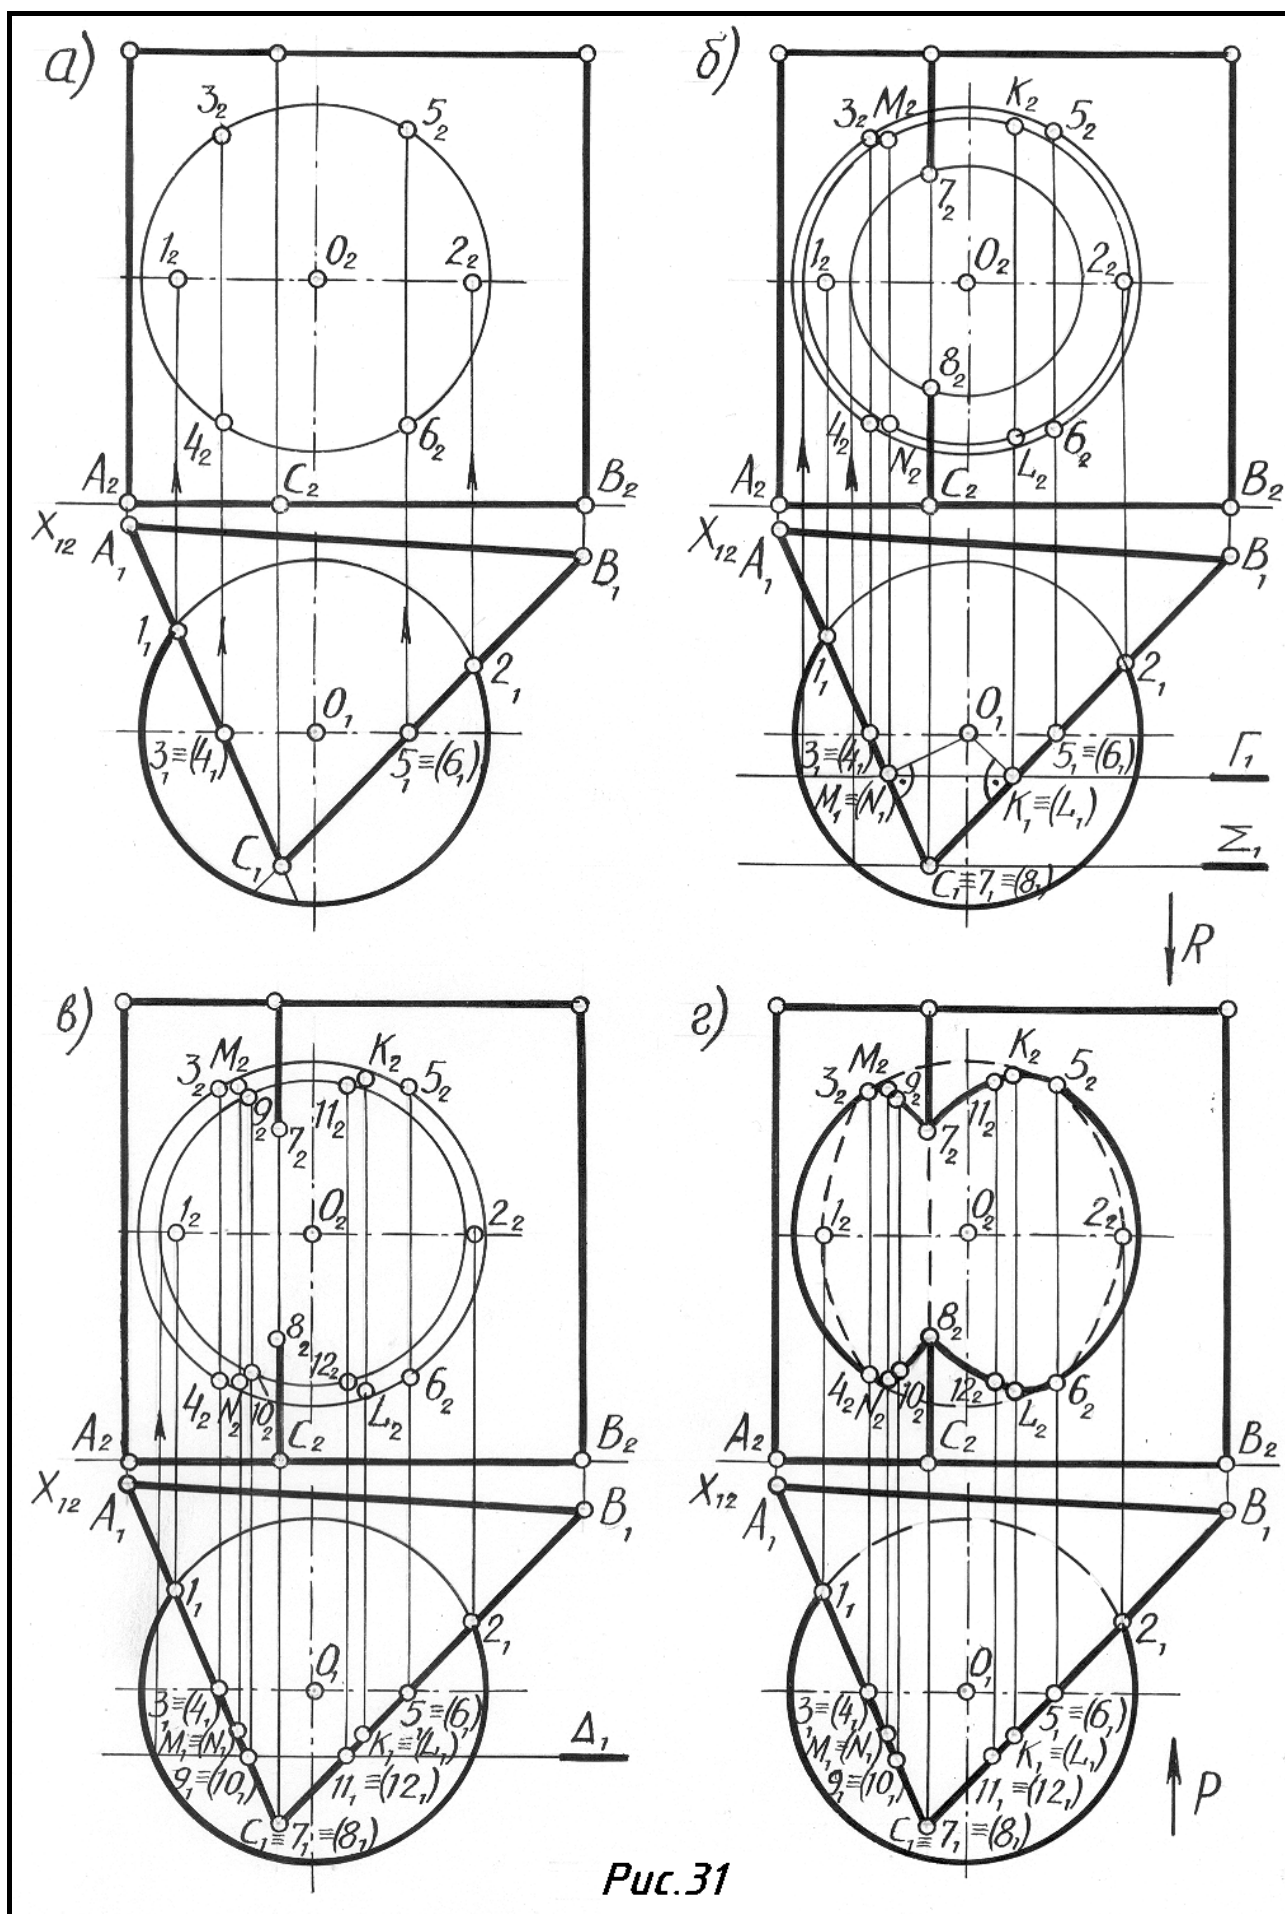 а)
3₂
5₂
1₂
O₂
2₂
4₂
6₂
A₂
C₂
B₂
X₁₂
A₁
B₁
1₁
2₁
O₁
3₁≡(4₁)
5₁≡(6₁)
C₁
б)
3₂
M₂
K₂
5₂
7₂
1₂
O₂
2₂
8₂
4₂
N₂
L₂
6₂
A₂
C₂
B₂
X₁₂
A₁
B₁
1₁
2₁
O₁
3₁≡(4₁)
5₁≡(6₁)
Г₁
M₁≡(N₁)
K₁≡(L₁)
Σ₁
C₁≡7₁≡(8₁)
R
в)
3₂
M₂
K₂
5₂
9₂
11₂
7₂
1₂
O₂
2₂
8₂
12₂
4₂
N₂
10₂
L₂
6₂
A₂
C₂
B₂
X₁₂
A₁
B₁
1₁
2₁
O₁
3₁≡(4₁)
5₁≡(6₁)
M₁≡(N₁)
K₁≡(L₁)
Δ₁
9₁≡(10₁)
11₁≡(12₁)
C₁≡7₁≡(8₁)
г)
3₂
M₂
K₂
5₂
9₂
11₂
7₂
1₂
O₂
2₂
8₂
4₂
N₂
10₂
12₂
L₂
6₂
A₂
C₂
B₂
X₁₂
A₁
B₁
1₁
2₁
O₁
3₁≡(4₁)
5₁≡(6₁)
M₁≡(N₁)
K₁≡(L₁)
9₁≡(10₁)
11₁≡(12₁)
C₁≡7₁≡(8₁)
P
Рис.31